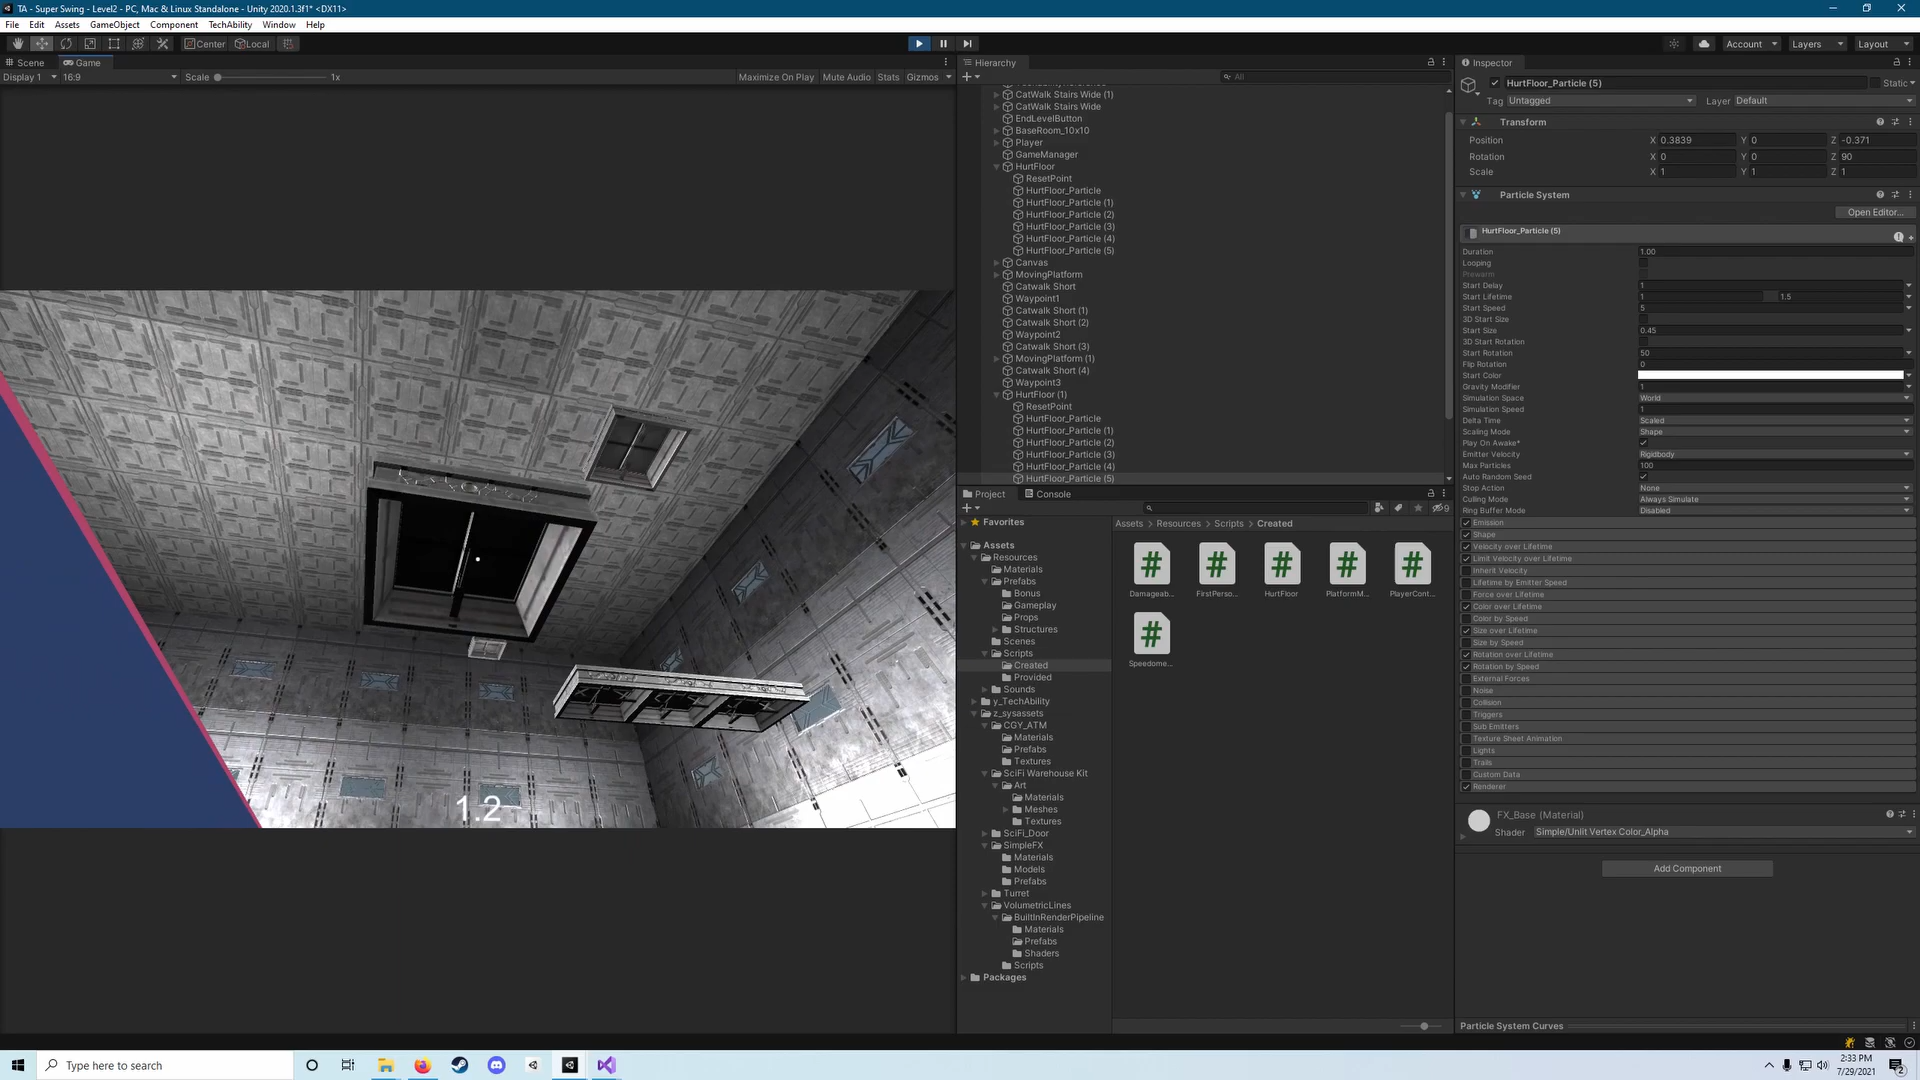 TA - Super Swing - Level2 - PC, Mac & Linux Standalone - Unity 2020.1.3f1* <DX11>
File Edit Assets GameObject Component TechAbility Window Help
Center Local
Account Layers Layout
Scene Game
Display 1 16:9 Scale 1x Maximize On Play Mute Audio Stats Gizmos
1.2
Hierarchy
All
CatWalk Stairs Wide (1)
CatWalk Stairs Wide
EndLevelButton
BaseRoom_10x10
Player
GameManager
HurtFloor
ResetPoint
HurtFloor_Particle
HurtFloor_Particle (1)
HurtFloor_Particle (2)
HurtFloor_Particle (3)
HurtFloor_Particle (4)
HurtFloor_Particle (5)
Canvas
MovingPlatform
Catwalk Short
Waypoint1
Catwalk Short (1)
Catwalk Short (2)
Waypoint2
Catwalk Short (3)
MovingPlatform (1)
Catwalk Short (4)
Waypoint3
HurtFloor (1)
ResetPoint
HurtFloor_Particle
HurtFloor_Particle (1)
HurtFloor_Particle (2)
HurtFloor_Particle (3)
HurtFloor_Particle (4)
HurtFloor_Particle (5)
Project Console
9
Favorites
Assets
Resources
Materials
Prefabs
Bonus
Gameplay
Props
Structures
Scenes
Scripts
Created
Provided
Sounds
y_TechAbility
z_sysassets
CGY_ATM
Materials
Prefabs
Textures
SciFi Warehouse Kit
Art
Materials
Meshes
Textures
SciFi_Door
SimpleFX
Materials
Models
Prefabs
Turret
VolumetricLines
BuiltInRenderPipeline
Materials
Prefabs
Shaders
Scripts
Packages
Assets > Resources > Scripts > Created
# # # # #
Damageab... FirstPerso... HurtFloor PlatformM... PlayerCont...
#
Speedome...
Inspector
HurtFloor_Particle (5) Static
Tag Untagged Layer Default
Transform
Position X 0.3839 Y 0 Z -0.371
Rotation X 0 Y 0 Z 90
Scale X 1 Y 1 Z 1
Particle System
Open Editor...
HurtFloor_Particle (5)
Duration 1.00
Looping
Prewarm
Start Delay 1
Start Lifetime 1 1.5
Start Speed 5
3D Start Size
Start Size 0.45
3D Start Rotation
Start Rotation 50
Flip Rotation 0
Start Color
Gravity Modifier 1
Simulation Space World
Simulation Speed 1
Delta Time Scaled
Scaling Mode Shape
Play On Awake*
Emitter Velocity Rigidbody
Max Particles 100
Auto Random Seed
Stop Action None
Culling Mode Always Simulate
Ring Buffer Mode Disabled
Emission
Shape
Velocity over Lifetime
Limit Velocity over Lifetime
Inherit Velocity
Lifetime by Emitter Speed
Force over Lifetime
Color over Lifetime
Color by Speed
Size over Lifetime
Size by Speed
Rotation over Lifetime
Rotation by Speed
External Forces
Noise
Collision
Triggers
Sub Emitters
Texture Sheet Animation
Lights
Trails
Custom Data
Renderer
FX_Base (Material)
Shader Simple/Unlit Vertex Color_Alpha
Add Component
Particle System Curves
Type here to search
2:33 PM
7/29/2021
2